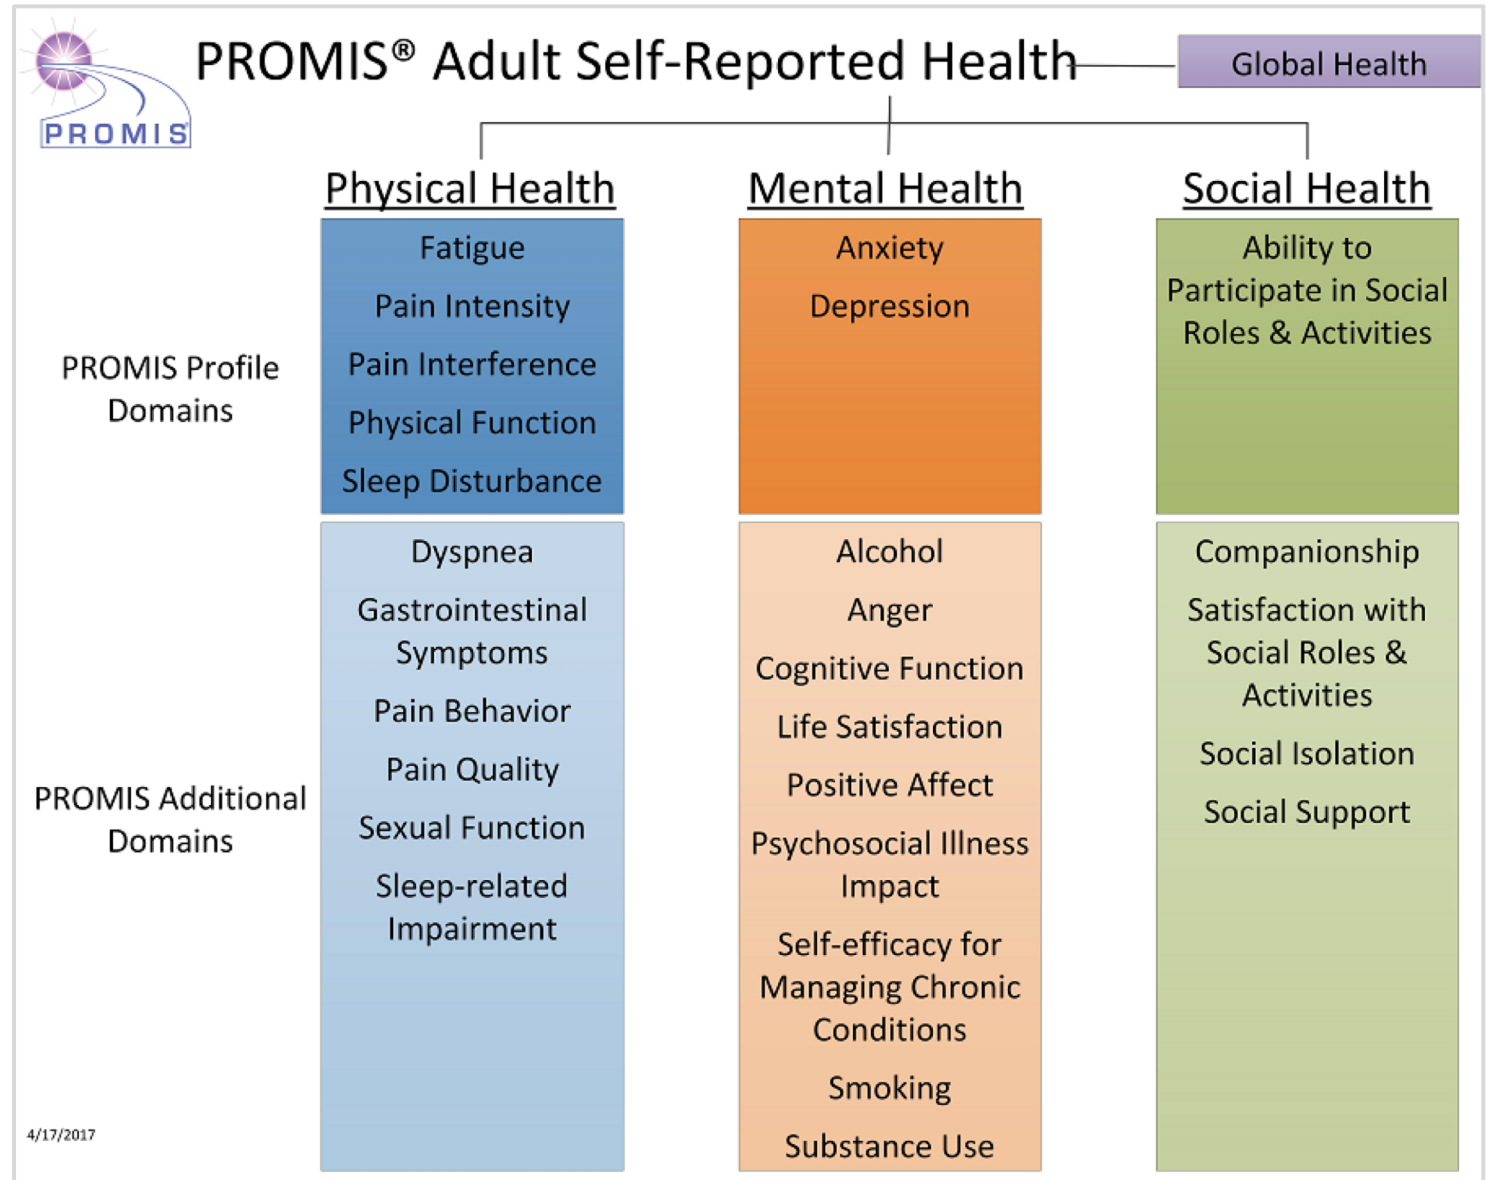 PROMIS
PROMIS® Adult Self-Reported Health
Global Health
Physical Health
Mental Health
Social Health
PROMIS Profile
Domains
Fatigue
Pain Intensity
Pain Interference
Physical Function
Sleep Disturbance
Anxiety
Depression
Ability to
Participate in Social
Roles & Activities
PROMIS Additional
Domains
Dyspnea
Gastrointestinal
Symptoms
Pain Behavior
Pain Quality
Sexual Function
Sleep-related
Impairment
Alcohol
Anger
Cognitive Function
Life Satisfaction
Positive Affect
Psychosocial Illness
Impact
Self-efficacy for
Managing Chronic
Conditions
Smoking
Substance Use
Companionship
Satisfaction with
Social Roles &
Activities
Social Isolation
Social Support
4/17/2017